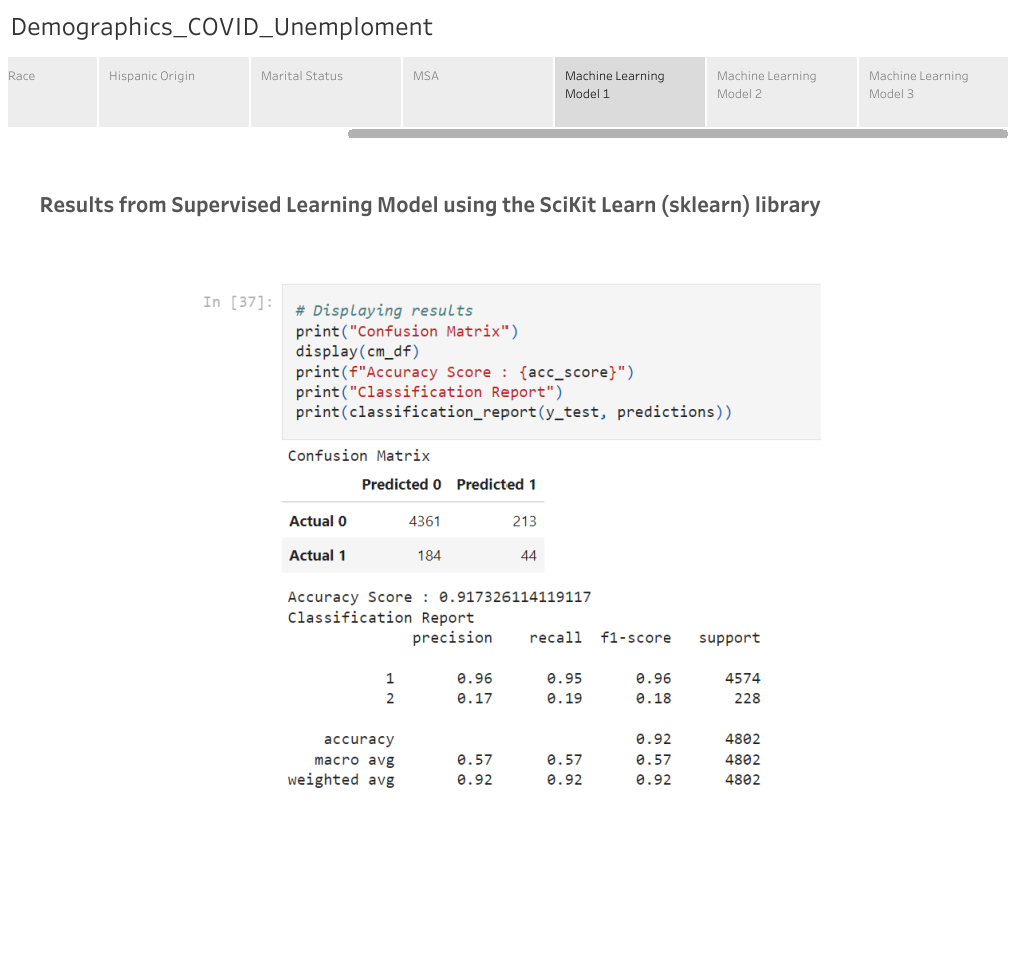 Demographics_COVID_Unemploment
Race
Hispanic Origin
Marital Status
MSA
Machine Learning
Model 1
Machine Learning
Model 2
Machine Learning
Model 3
Results from Supervised Learning Model using the SciKit Learn (sklearn) library
In [37]:
# Displaying results
print("Confusion Matrix")
display(cm_df)
print(f"Accuracy Score : {acc_score}")
print("Classification Report")
print(classification_report(y_test, predictions))
Confusion Matrix
Predicted 0 Predicted 1
Actual 0 4361 213
Actual 1 184 44
Accuracy Score : 0.917326114119117
Classification Report
precision recall f1-score support
1 0.96 0.95 0.96 4574
2 0.17 0.19 0.18 228
accuracy 0.92 4802
macro avg 0.57 0.57 0.57 4802
weighted avg 0.92 0.92 0.92 4802